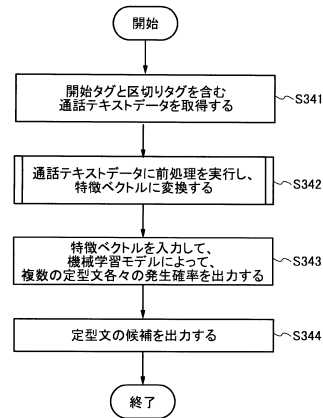 開始
開始タグと区切りタグを含む
通話テキストデータを取得する
S341
通話テキストデータに前処理を実行し、
特徴ベクトルに変換する
S342
特徴ベクトルを入力して、
機械学習モデルによって、
複数の定型文各々の発生確率を出力する
S343
定型文の候補を出力する
S344
終了